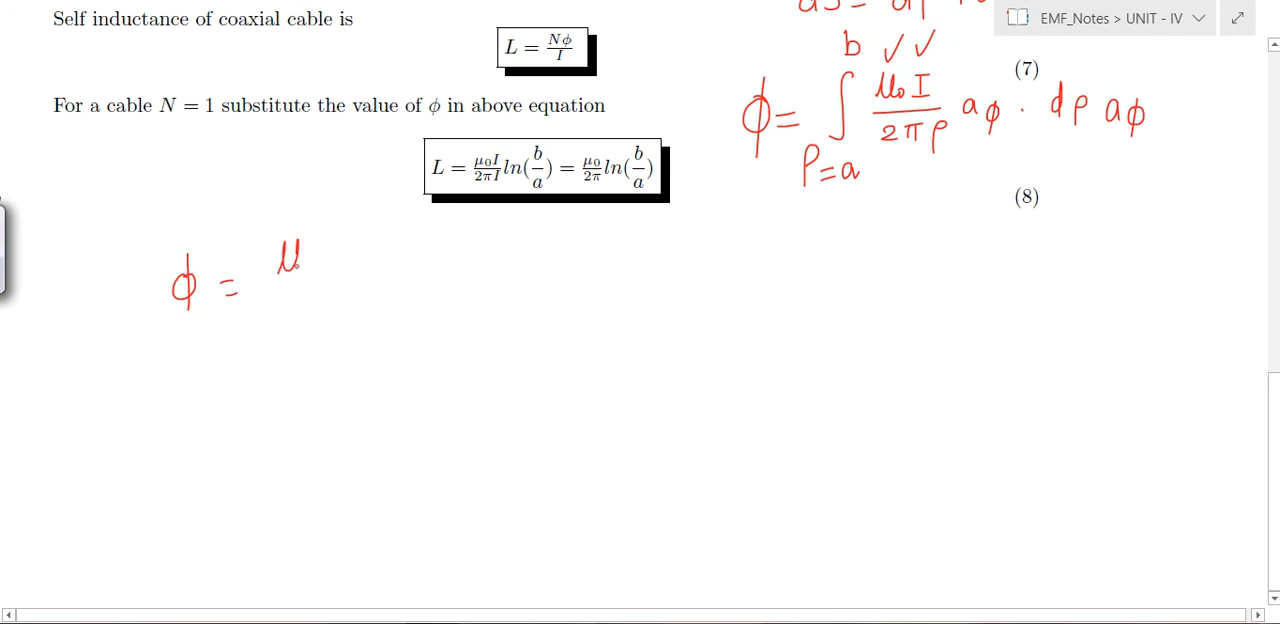 Self inductance of coaxial cable is
EMF_Notes > UNIT - IV
L = Nϕ/I
(7)
For a cable N = 1 substitute the value of ϕ in above equation
b ✓✓
ϕ = ∫ μ₀ I / 2πρ aϕ · dρ aϕ
ρ=a
L = μ₀I/2πI ln(b/a) = μ₀/2π ln(b/a)
(8)
ϕ = μ